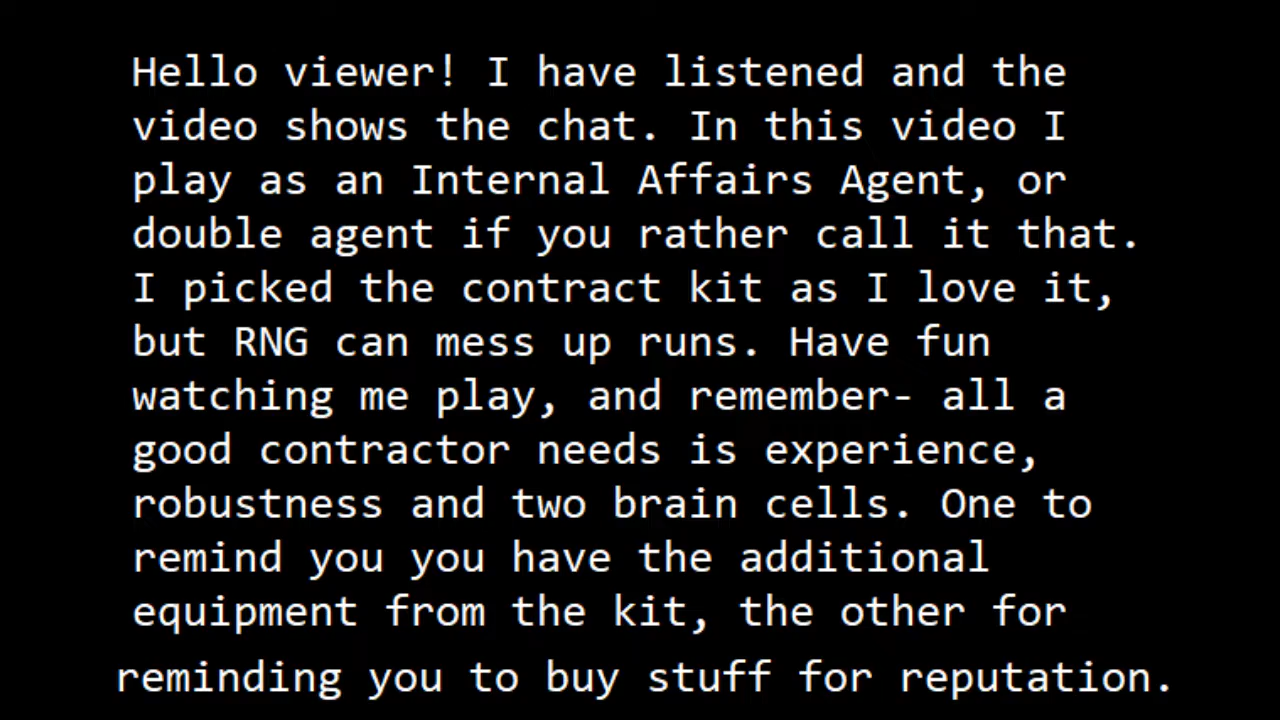 Hello viewer! I have listened and the
video shows the chat. In this video I
play as an Internal Affairs Agent, or
double agent if you rather call it that.
I picked the contract kit as I love it,
but RNG can mess up runs. Have fun
watching me play, and remember- all a
good contractor needs is experience,
robustness and two brain cells. One to
remind you you have the additional
equipment from the kit, the other for
reminding you to buy stuff for reputation.